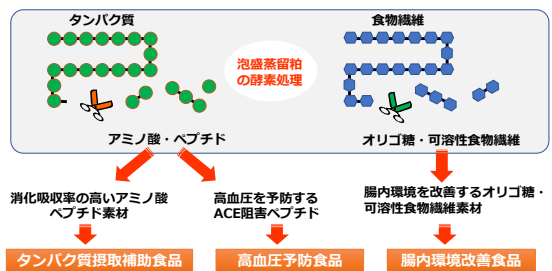 タンパク質
食物繊維
泡盛蒸留粕
の酵素処理
アミノ酸・ペプチド
オリゴ糖・可溶性食物繊維
消化吸収率の高いアミノ酸
ペプチド素材
高血圧を予防する
ACE阻害ペプチド
腸内環境を改善するオリゴ糖・
可溶性食物繊維素材
タンパク質摂取補助食品
高血圧予防食品
腸内環境改善食品